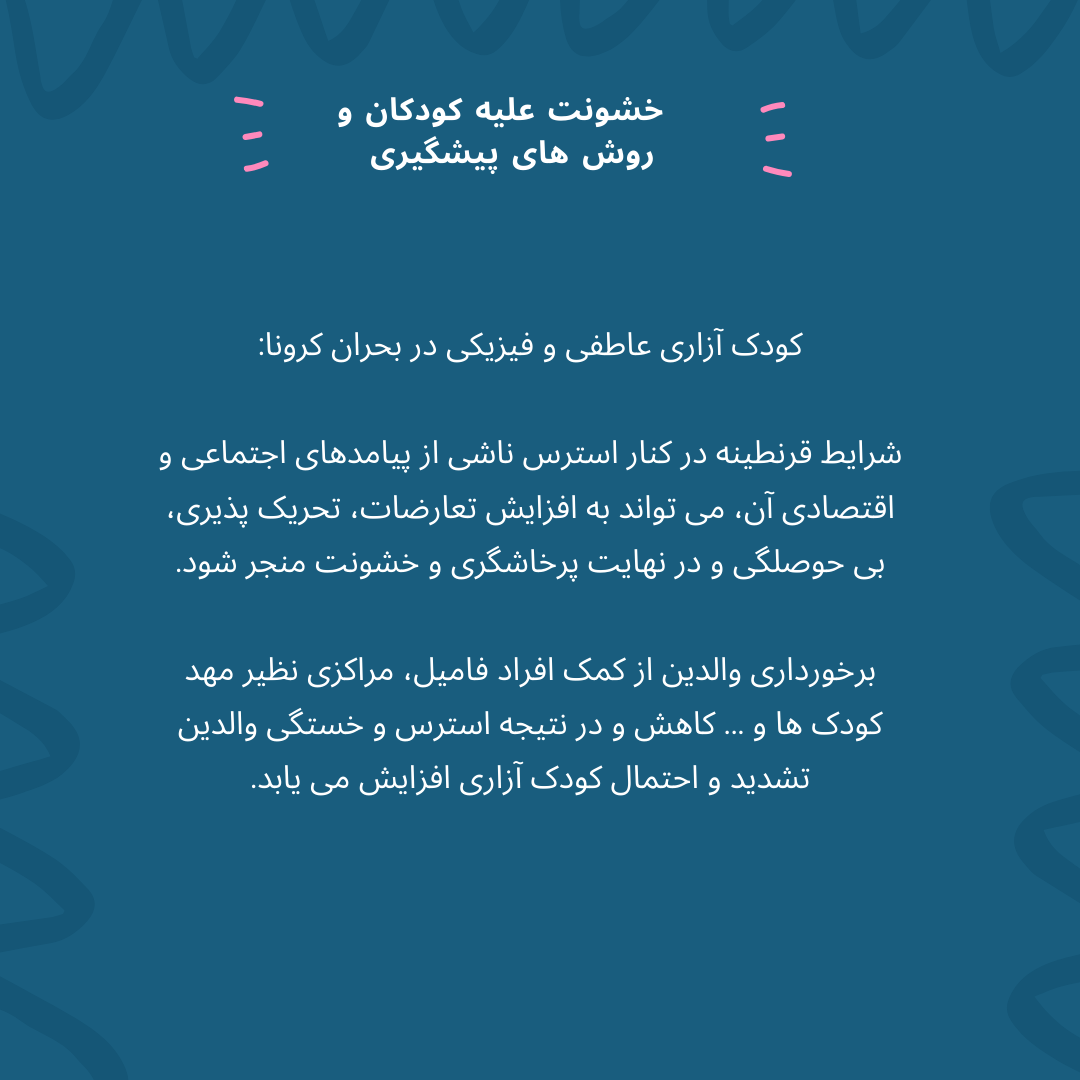 خشونت علیه کودکان و
روش های پیشگیری
کودک آزاری عاطفی و فیزیکی در بحران کرونا:
شرایط قرنطینه در کنار استرس ناشی از پیامدهای اجتماعی و
اقتصادی آن، می تواند به افزایش تعارضات، تحریک پذیری،
بی حوصلگی و در نهایت پرخاشگری و خشونت منجر شود.
برخورداری والدین از کمک افراد فامیل، مراکزی نظیر مهد
کودک ها و ... کاهش و در نتیجه استرس و خستگی والدین
تشدید و احتمال کودک آزاری افزایش می یابد.